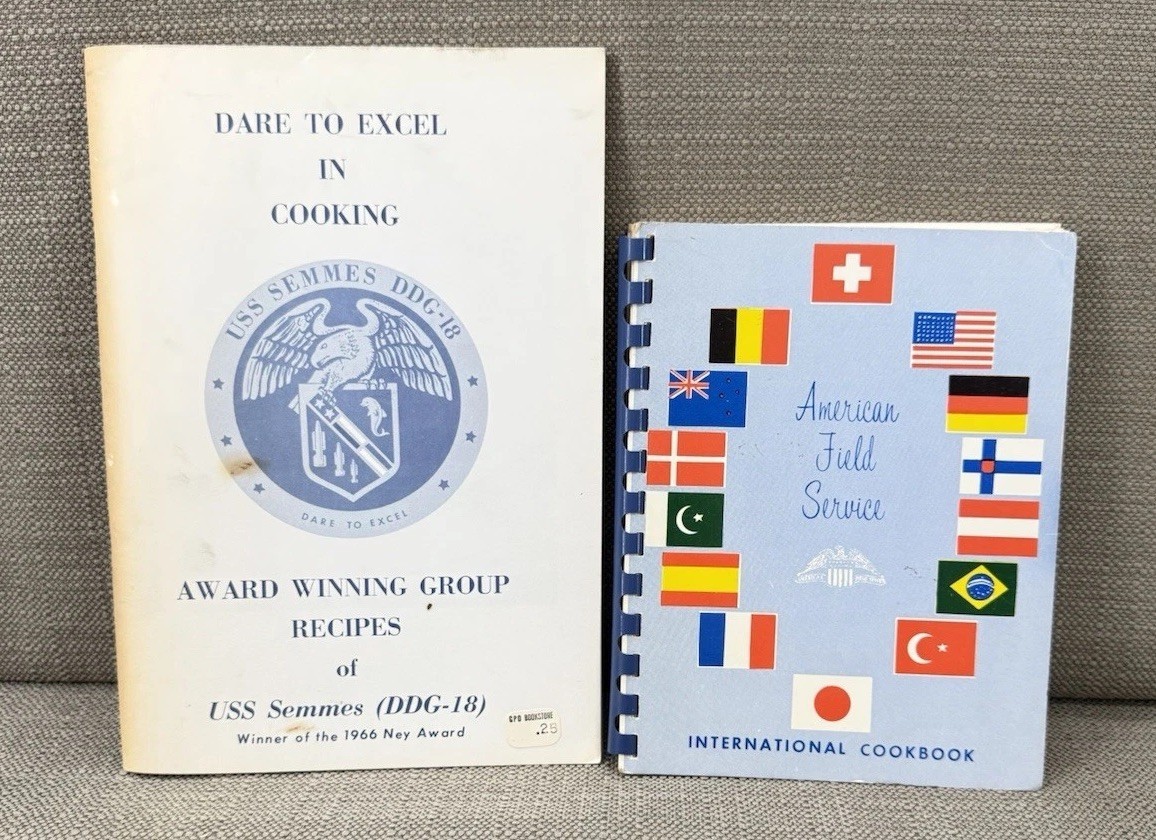 DARE TO EXCEL
IN
COOKING
USS SEMMES DDG-18
DARE TO EXCEL
AWARD WINNING GROUP
RECIPES
of
USS Semmes (DDG-18)
Winner of the 1966 Ney Award
GPO BOOKSTORE
.25
American
Field
Service
INTERNATIONAL COOKBOOK